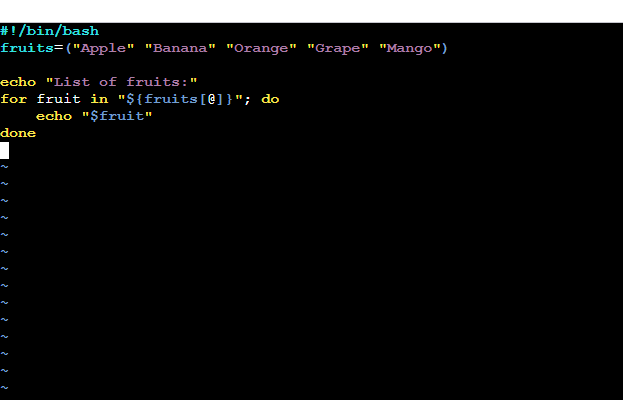 #!/bin/bash
fruits=("Apple" "Banana" "Orange" "Grape" "Mango")

echo "List of fruits:"
for fruit in "${fruits[@]}"; do
    echo "$fruit"
done

~
~
~
~
~
~
~
~
~
~
~
~
~
~